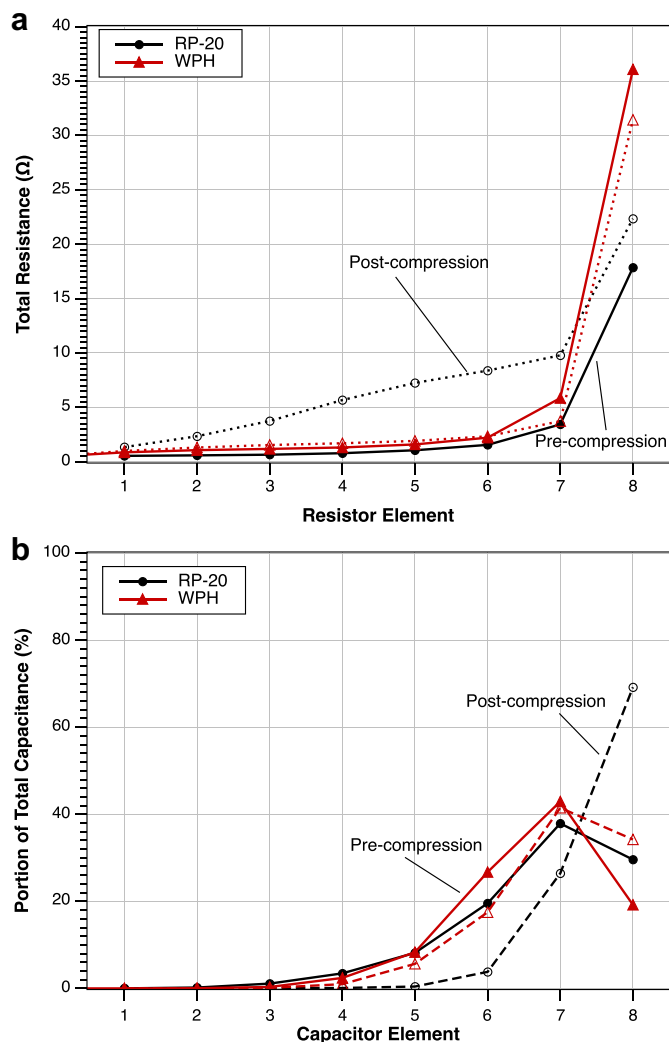 a
40
35
30
25
20
15
10
5
0
Total Resistance (Ω)
RP-20
WPH
Post-compression
Pre-compression
1 2 3 4 5 6 7 8
Resistor Element
b
100
80
60
40
20
0
Portion of Total Capacitance (%)
RP-20
WPH
Post-compression
Pre-compression
1 2 3 4 5 6 7 8
Capacitor Element